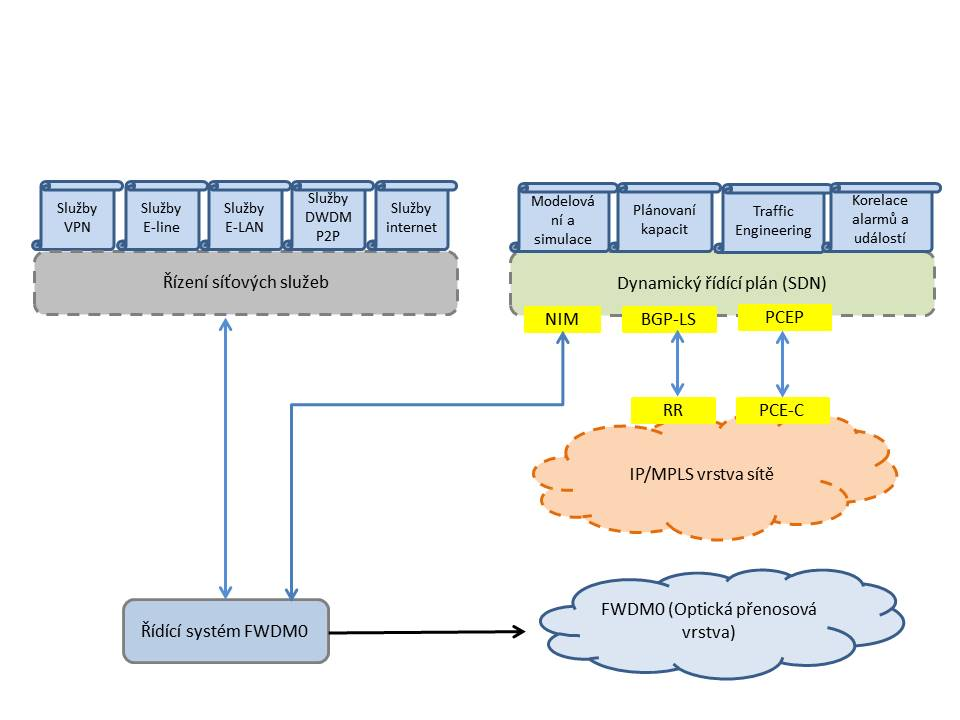 Služby
VPN
Služby
E-line
Služby
E-LAN
Služby
DWDM
P2P
Služby
internet
Modelová
ní a
simulace
Plánovaní
kapacit
Traffic
Engineering
Korelace
alarmů a
událostí
Řízení síťových služeb
Dynamický řídící plán (SDN)
NIM
BGP-LS
PCEP
RR
PCE-C
IP/MPLS vrstva sítě
Řídící systém FWDM0
FWDM0 (Optická přenosová
vrstva)